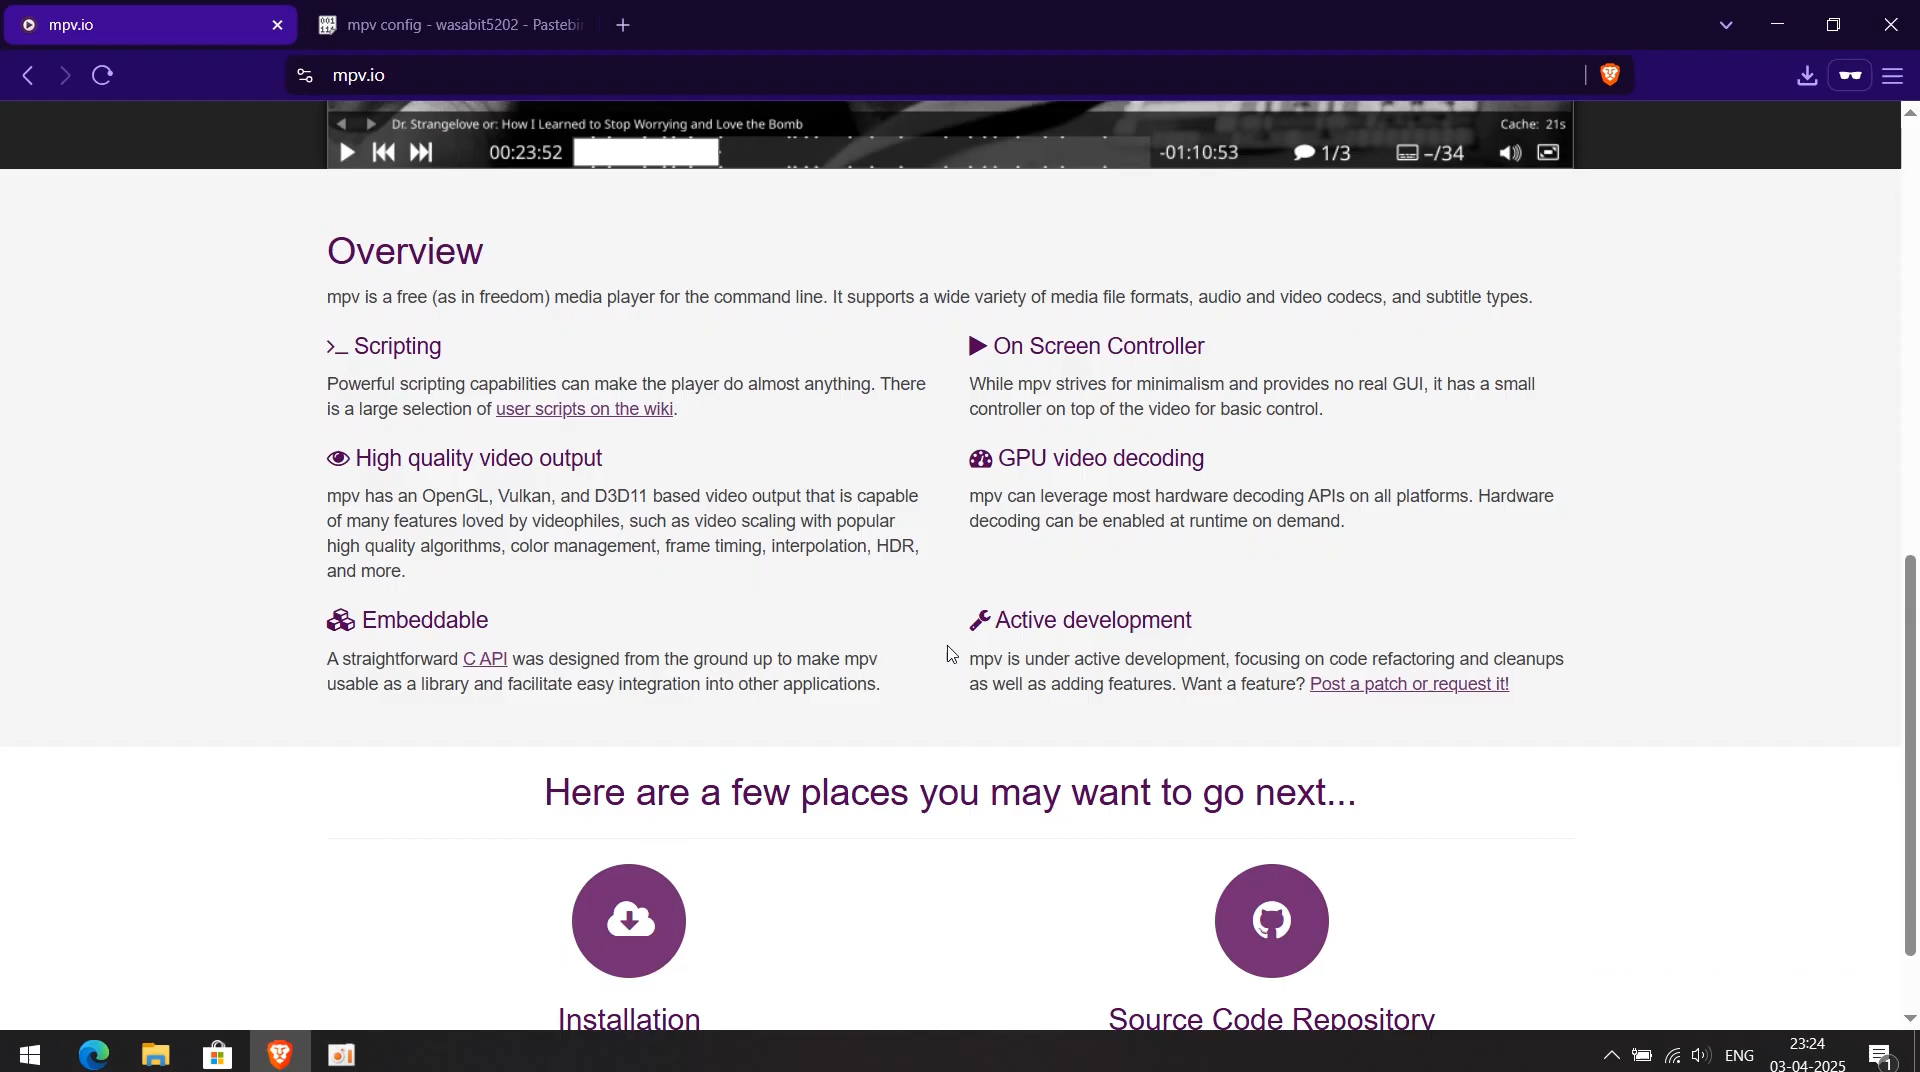 mpv.io
mpv config - wasabit5202 - Pastebi
mpv.io
Dr. Strangelove or: How I Learned to Stop Worrying and Love the Bomb
Cache: 21s
00:23:52
-01:10:53
1/3
–/34
Overview
mpv is a free (as in freedom) media player for the command line. It supports a wide variety of media file formats, audio and video codecs, and subtitle types.
Scripting
Powerful scripting capabilities can make the player do almost anything. There
is a large selection of user scripts on the wiki.
On Screen Controller
While mpv strives for minimalism and provides no real GUI, it has a small
controller on top of the video for basic control.
High quality video output
mpv has an OpenGL, Vulkan, and D3D11 based video output that is capable
of many features loved by videophiles, such as video scaling with popular
high quality algorithms, color management, frame timing, interpolation, HDR,
and more.
GPU video decoding
mpv can leverage most hardware decoding APIs on all platforms. Hardware
decoding can be enabled at runtime on demand.
Embeddable
A straightforward C API was designed from the ground up to make mpv
usable as a library and facilitate easy integration into other applications.
Active development
mpv is under active development, focusing on code refactoring and cleanups
as well as adding features. Want a feature? Post a patch or request it!
Here are a few places you may want to go next...
Installation
Source Code Repository
ENG
23:24
03-04-2025
1